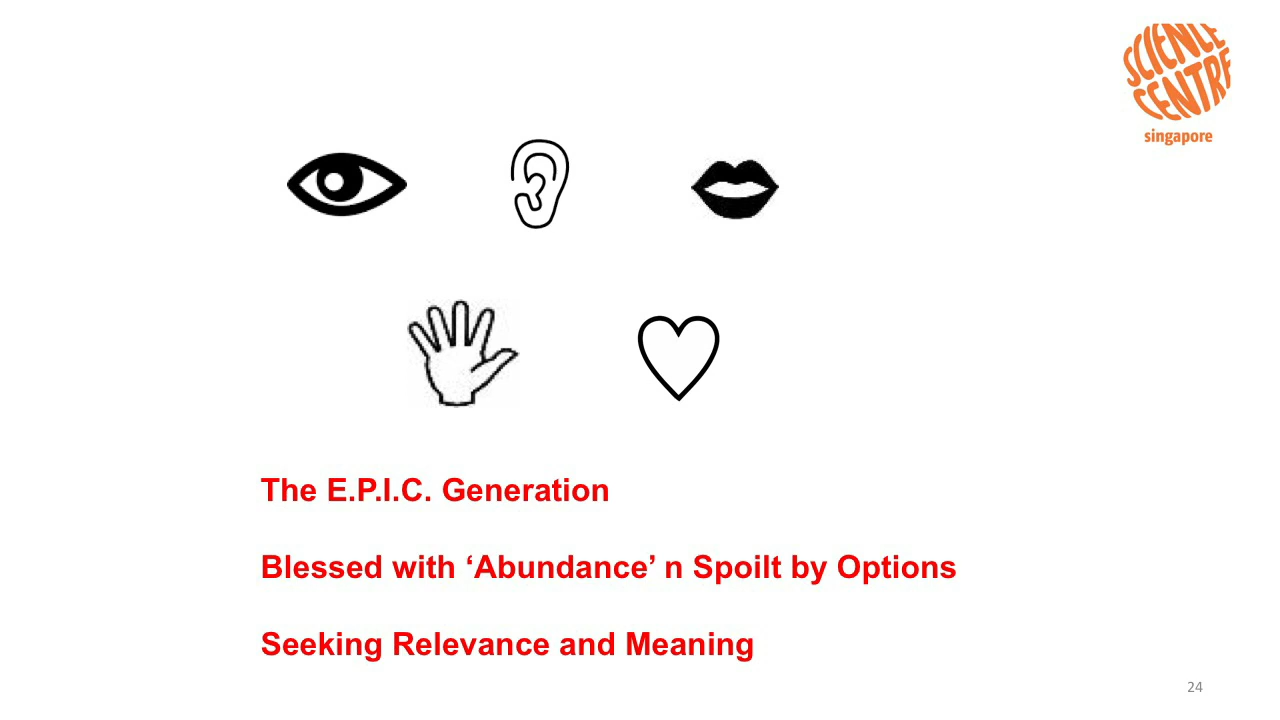 SCIENCE
CENTRE
singapore
The E.P.I.C. Generation
Blessed with ‘Abundance’ n Spoilt by Options
Seeking Relevance and Meaning
24